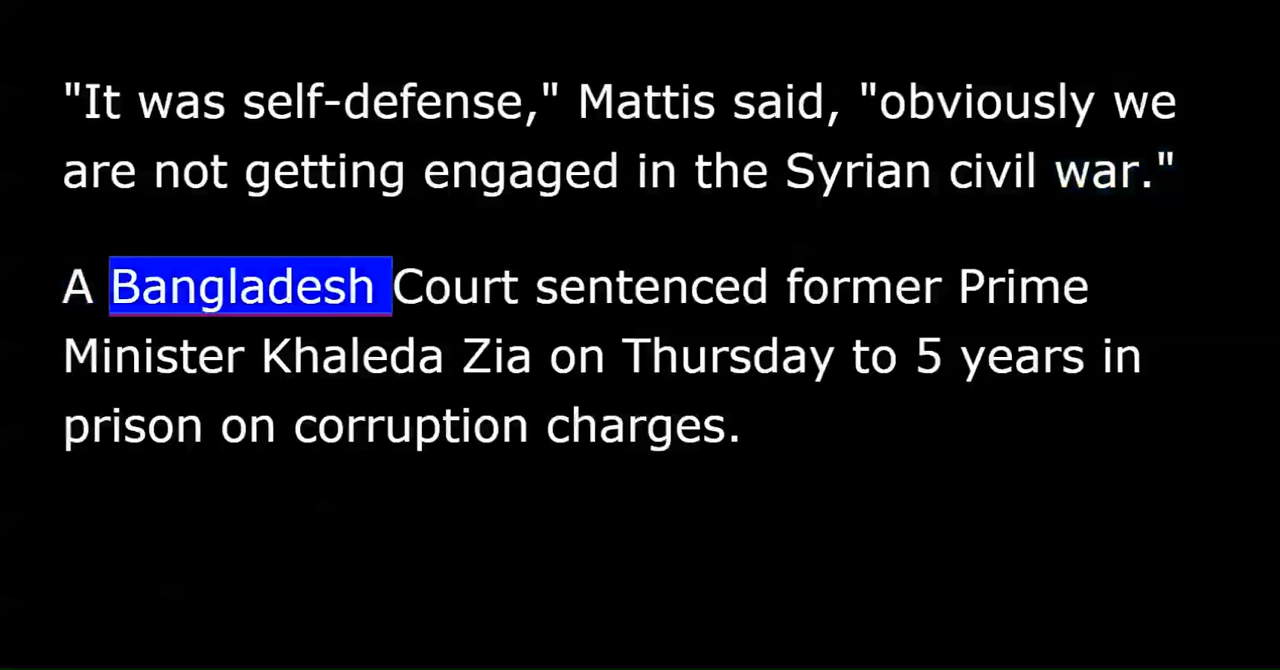 "It was self-defense," Mattis said, "obviously we
are not getting engaged in the Syrian civil war."
A Bangladesh Court sentenced former Prime
Minister Khaleda Zia on Thursday to 5 years in
prison on corruption charges.